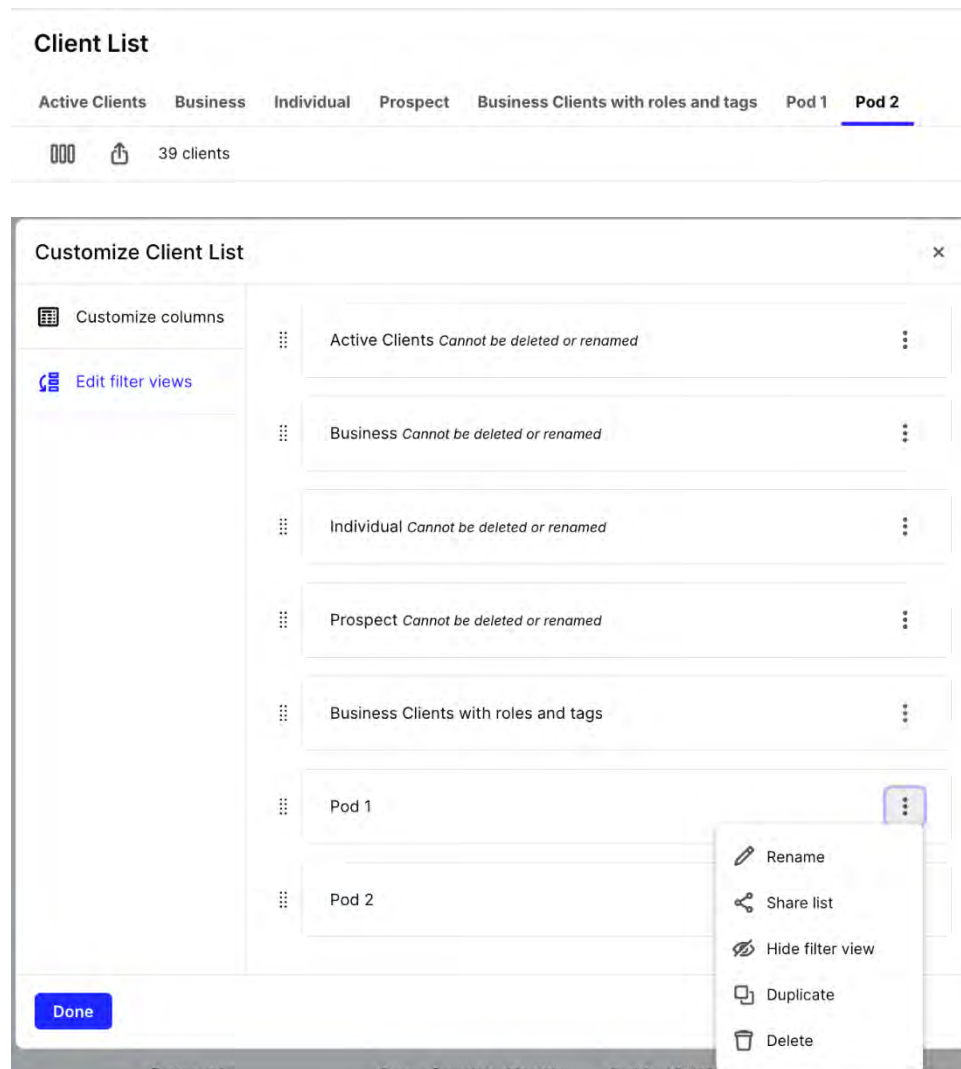 Client List
Active Clients Business Individual Prospect Business Clients with roles and tags Pod 1 Pod 2
39 clients
Customize Client List
Customize columns
Edit filter views
Active Clients Cannot be deleted or renamed
Business Cannot be deleted or renamed
Individual Cannot be deleted or renamed
Prospect Cannot be deleted or renamed
Business Clients with roles and tags
Pod 1
Rename
Pod 2
Share list
Hide filter view
Duplicate
Delete
Done